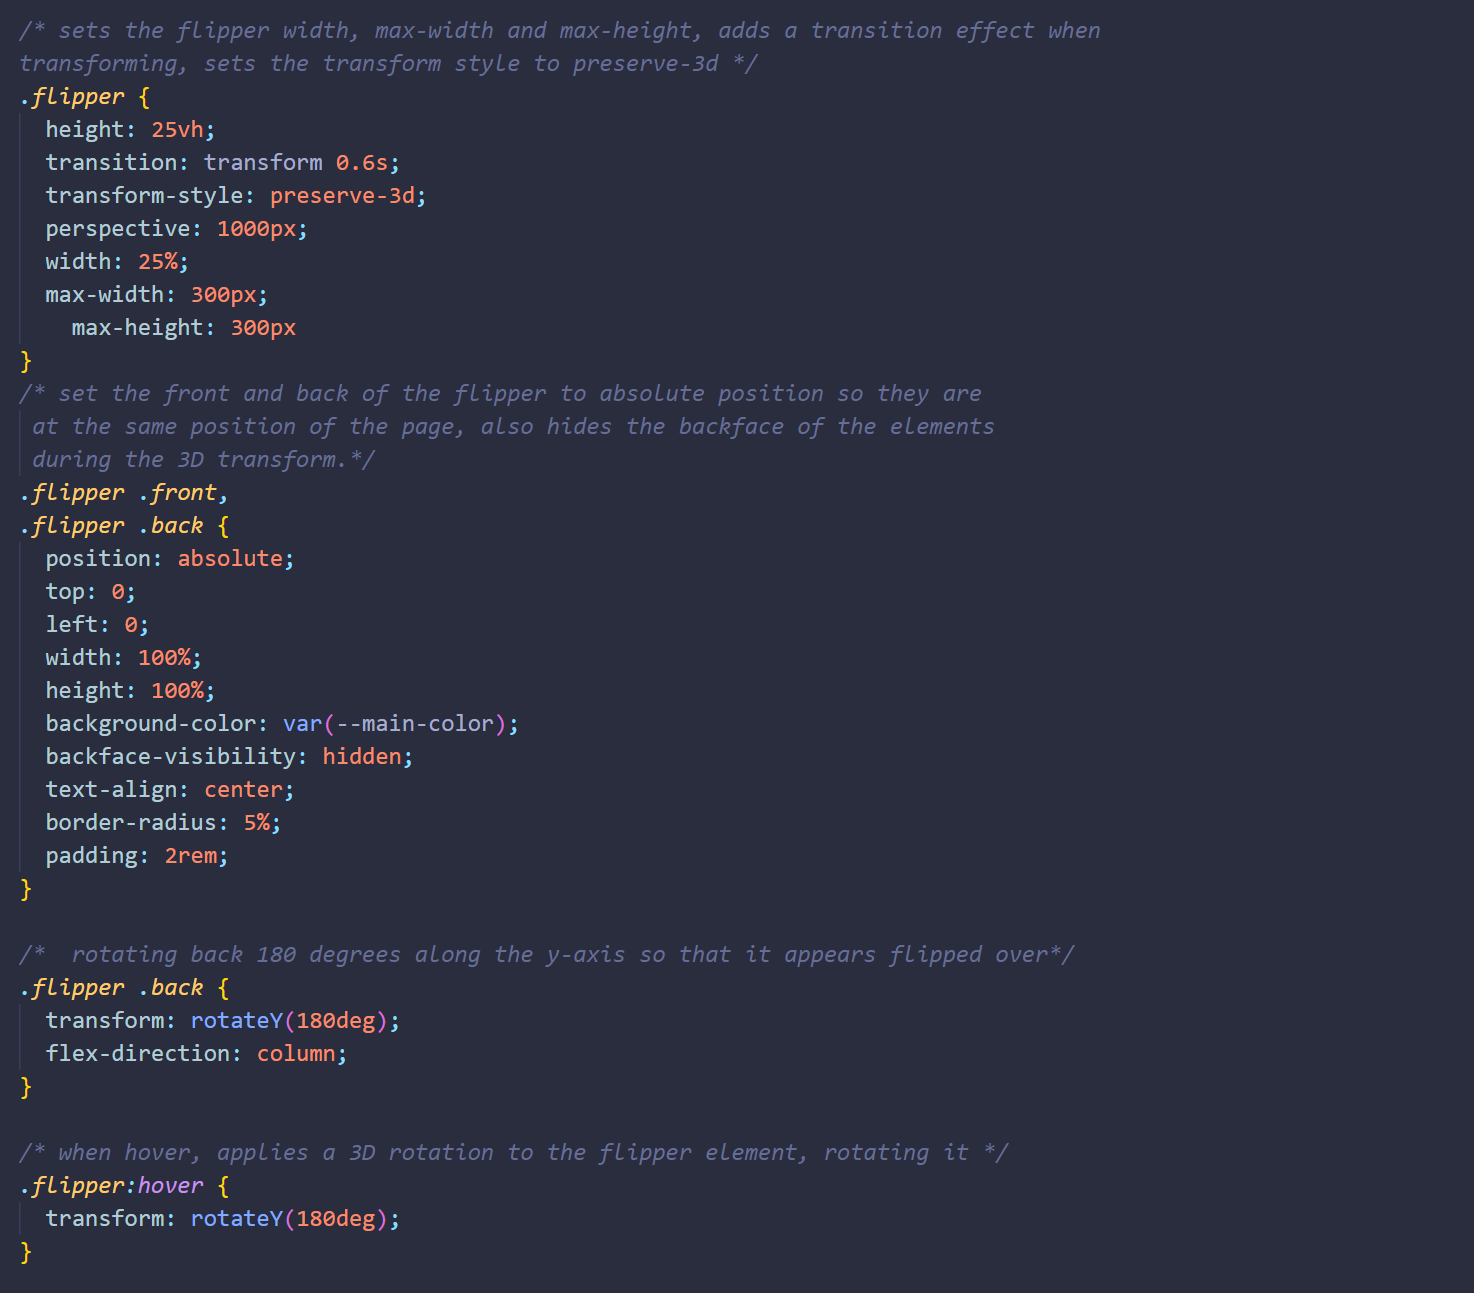 /* sets the flipper width, max-width and max-height, adds a transition effect when
transforming, sets the transform style to preserve-3d */
.flipper {
  height: 25vh;
  transition: transform 0.6s;
  transform-style: preserve-3d;
  perspective: 1000px;
  width: 25%;
  max-width: 300px;
    max-height: 300px
}
/* set the front and back of the flipper to absolute position so they are
 at the same position of the page, also hides the backface of the elements
 during the 3D transform.*/
.flipper .front,
.flipper .back {
  position: absolute;
  top: 0;
  left: 0;
  width: 100%;
  height: 100%;
  background-color: var(--main-color);
  backface-visibility: hidden;
  text-align: center;
  border-radius: 5%;
  padding: 2rem;
}

/*  rotating back 180 degrees along the y-axis so that it appears flipped over*/
.flipper .back {
  transform: rotateY(180deg);
  flex-direction: column;
}

/* when hover, applies a 3D rotation to the flipper element, rotating it */
.flipper:hover {
  transform: rotateY(180deg);
}